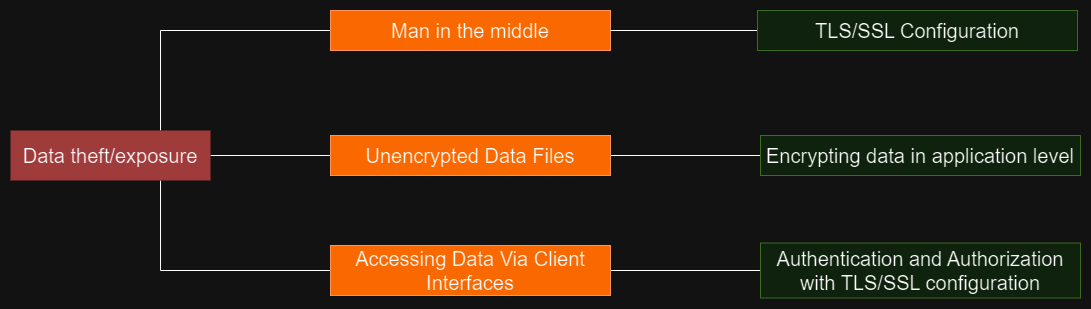 Man in the middle
TLS/SSL Configuration
Data theft/exposure
Unencrypted Data Files
Encrypting data in application level
Accessing Data Via Client
Interfaces
Authentication and Authorization
with TLS/SSL configuration